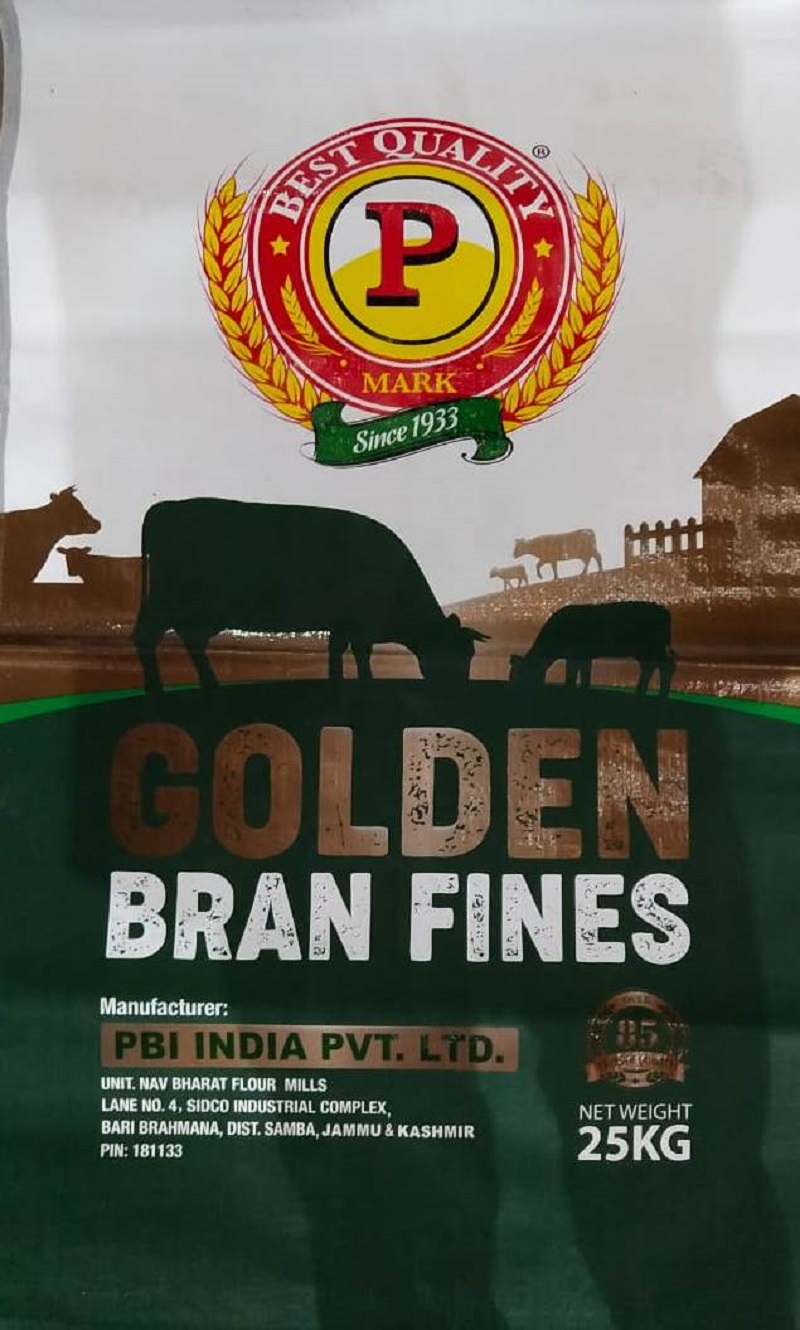 BEST QUALITY
®
P
MARK
Since 1933
GOLDEN
BRAN FINES
Manufacturer:
PBI INDIA PVT. LTD.
UNIT. NAV BHARAT FLOUR MILLS
LANE NO. 4, SIDCO INDUSTRIAL COMPLEX,
BARI BRAHMANA, DIST. SAMBA, JAMMU & KASHMIR
PIN: 181133
OVER
85
NET WEIGHT
25KG